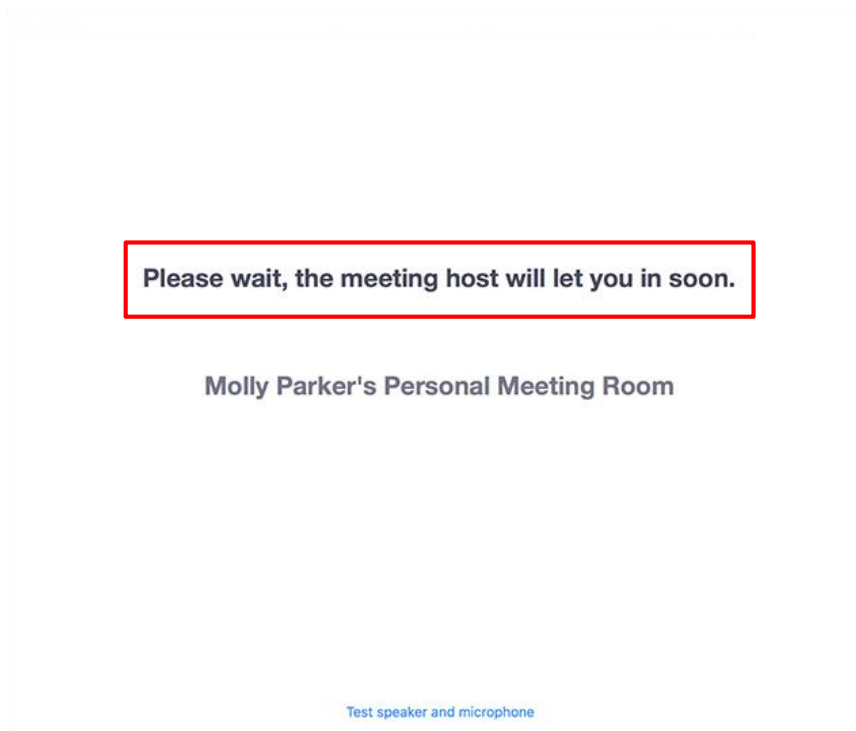 Please wait, the meeting host will let you in soon.
Molly Parker's Personal Meeting Room
Test speaker and microphone